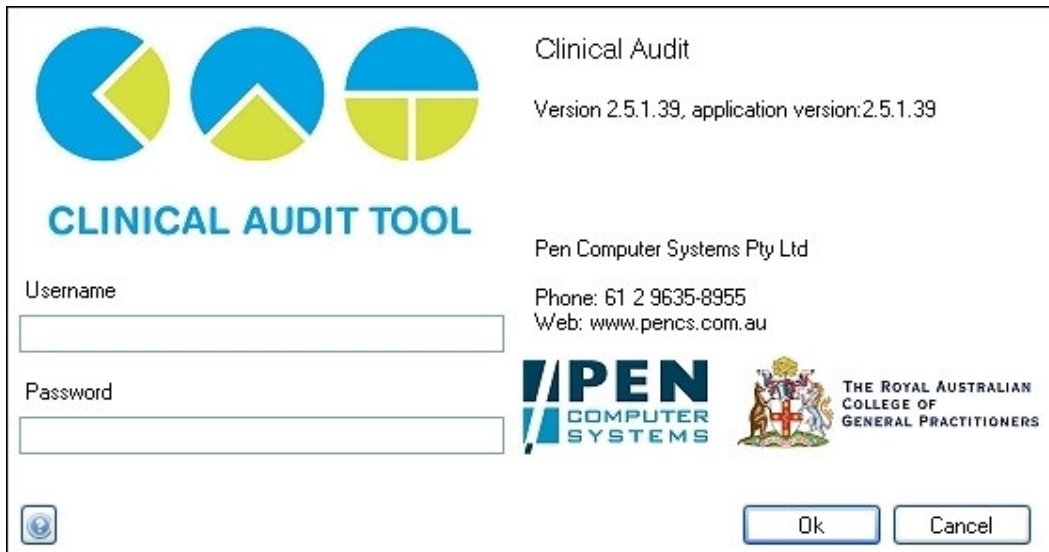 CLINICAL AUDIT TOOL
Username
Password
Clinical Audit
Version 2.5.1.39, application version:2.5.1.39
Pen Computer Systems Pty Ltd
Phone: 61 2 9635-8955
Web: www.pencs.com.au
PEN
COMPUTER
SYSTEMS
THE ROYAL AUSTRALIAN
COLLEGE OF
GENERAL PRACTITIONERS
?
Ok
Cancel